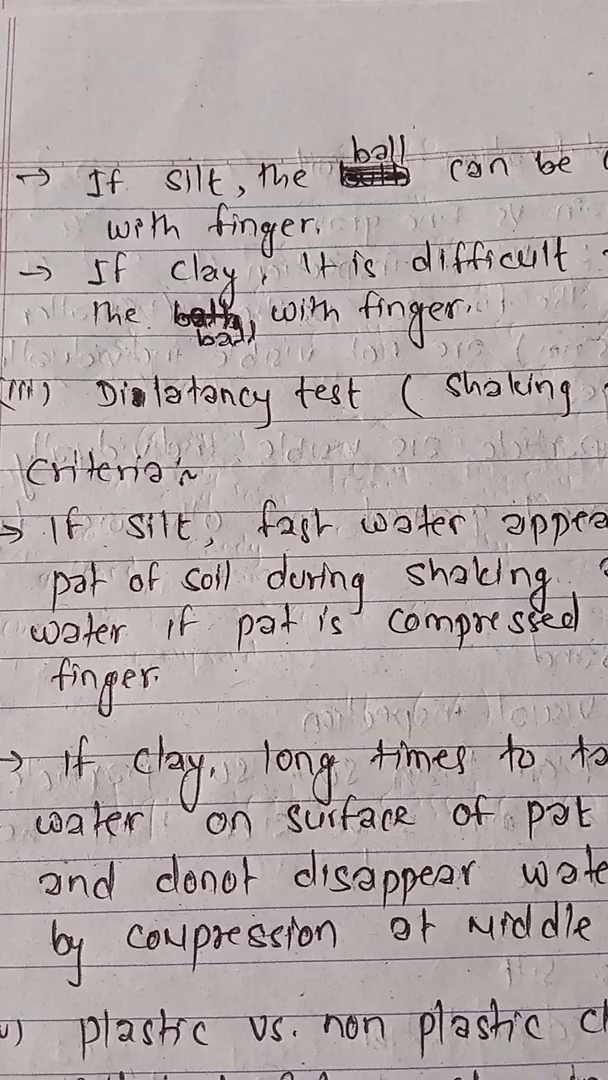 → If silt, the ball can be
with finger.
→ If clay, it is difficult
the ball with finger.
(iii) Dilatancy test ( shaking
Criteria :~
→ If silt, fast water appea
pat of soil during shaking
water if pat is compressed
finger.
→ If clay, long times to ta
water on surface of pat
and donot disappear wate
by compression at middle
v) plastic vs. non plastic cl